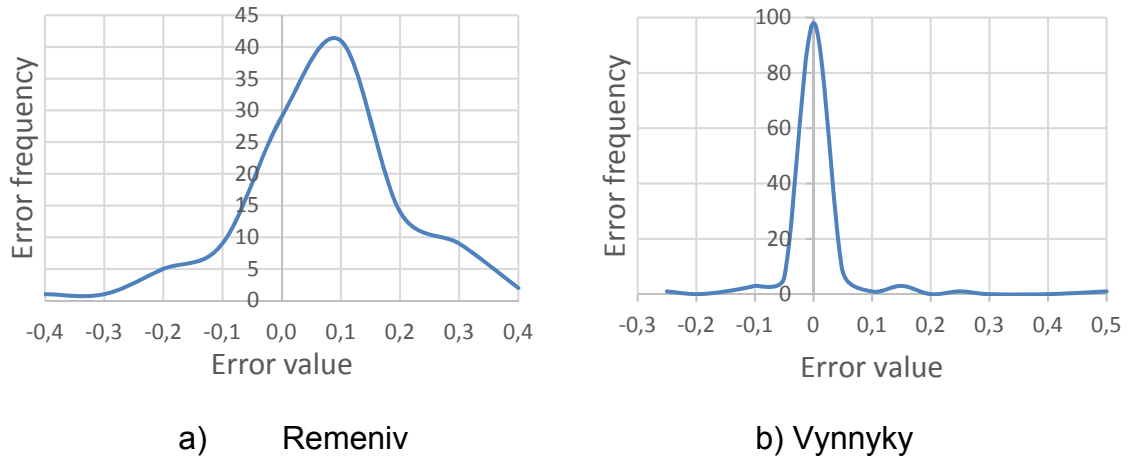 45
40
35
30
25
20
15
10
5
0
-0,4 -0,3 -0,2 -0,1 0,0 0,1 0,2 0,3 0,4
Error frequency
Error value
100
80
60
40
20
0
-0,3 -0,2 -0,1 0 0,1 0,2 0,3 0,4 0,5
Error frequency
Error value
a) Remeniv
b) Vynnyky